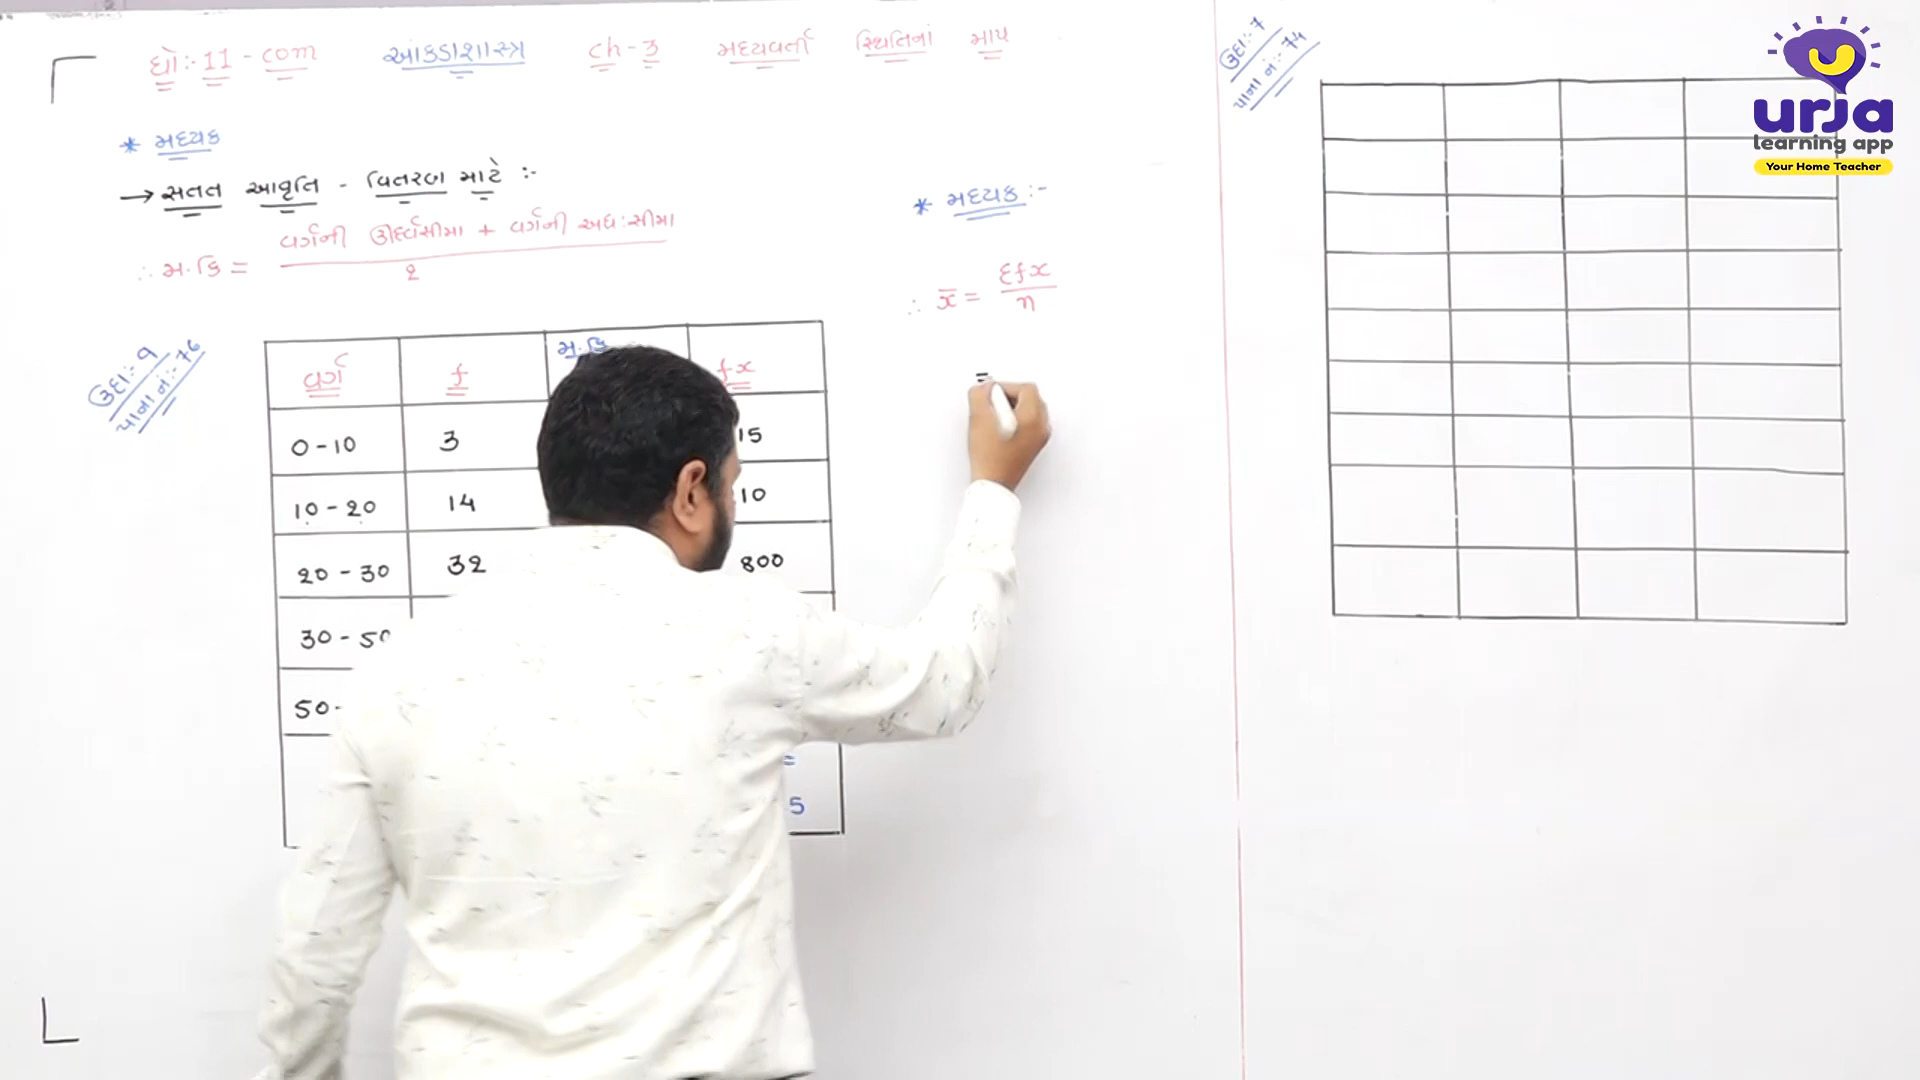 ધો:- 11 - com આંકડાશાસ્ત્ર ch - 3 મધ્યવર્તી સ્થિતિનાં માપ
* મધ્યક
→ સતત આવૃત્તિ - વિતરણ માટે :-
∴ મ.કિ = વર્ગની ઊર્ધ્વસીમા + વર્ગની અધ:સીમા
2
ઉદા:- 9
પાના નં:- 76
વર્ગ f મ.કિ fx
0 - 10 3 15
10 - 20 14 10
20 - 30 32 800
30 - 50
50 -
=
5
* મધ્યક :-
∴ x̄ = Σfx
n
=
ઉદા:- 7
પાના નં:- 74
urja
learning app
Your Home Teacher